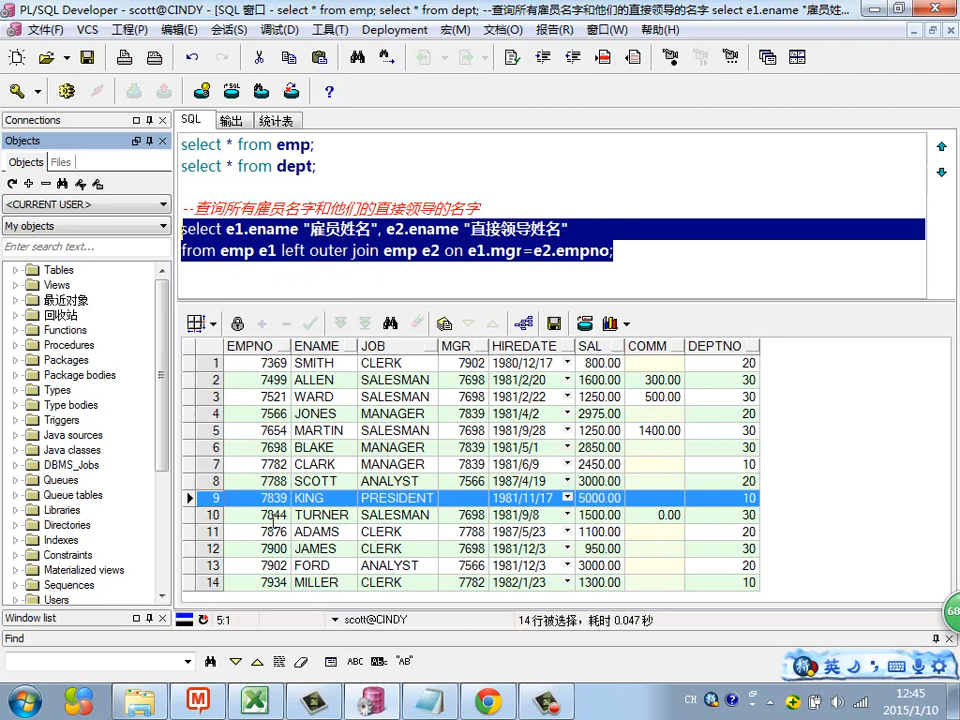 PL/SQL Developer - scott@CINDY - [SQL 窗口 - select * from emp; select * from dept; --查询所有雇员名字和他们的直接领导的名字 select e1.ename "雇员姓...
文件(F) VCS 工程(P) 编辑(E) 会话(S) 调试(D) 工具(T) Deployment 宏(M) 文档(O) 报告(R) 窗口(W) 帮助(H)
Connections
Objects
Objects Files
<CURRENT USER>
My objects
Enter search text...
Tables
Views
最近对象
回收站
Functions
Procedures
Packages
Package bodies
Types
Type bodies
Triggers
Java sources
Java classes
DBMS_Jobs
Queues
Queue tables
Libraries
Directories
Indexes
Constraints
Materialized views
Sequences
Users
SQL 输出 统计表
select * from emp;
select * from dept;
--查询所有雇员名字和他们的直接领导的名字
select e1.ename "雇员姓名", e2.ename "直接领导姓名"
from emp e1 left outer join emp e2 on e1.mgr=e2.empno;
EMPNO ENAME JOB MGR HIREDATE SAL COMM DEPTNO
1 7369 SMITH CLERK 7902 1980/12/17 800.00 20
2 7499 ALLEN SALESMAN 7698 1981/2/20 1600.00 300.00 30
3 7521 WARD SALESMAN 7698 1981/2/22 1250.00 500.00 30
4 7566 JONES MANAGER 7839 1981/4/2 2975.00 20
5 7654 MARTIN SALESMAN 7698 1981/9/28 1250.00 1400.00 30
6 7698 BLAKE MANAGER 7839 1981/5/1 2850.00 30
7 7782 CLARK MANAGER 7839 1981/6/9 2450.00 10
8 7788 SCOTT ANALYST 7566 1987/4/19 3000.00 20
9 7839 KING PRESIDENT 1981/11/17 5000.00 10
10 7844 TURNER SALESMAN 7698 1981/9/8 1500.00 0.00 30
11 7876 ADAMS CLERK 7788 1987/5/23 1100.00 20
12 7900 JAMES CLERK 7698 1981/12/3 950.00 30
13 7902 FORD ANALYST 7566 1981/12/3 3000.00 20
14 7934 MILLER CLERK 7782 1982/1/23 1300.00 10
Window list
5:1 scott@CINDY 14 行被选择，耗时 0.047 秒
68
Find
ABC "AB"
英
CH
12:45
2015/1/10